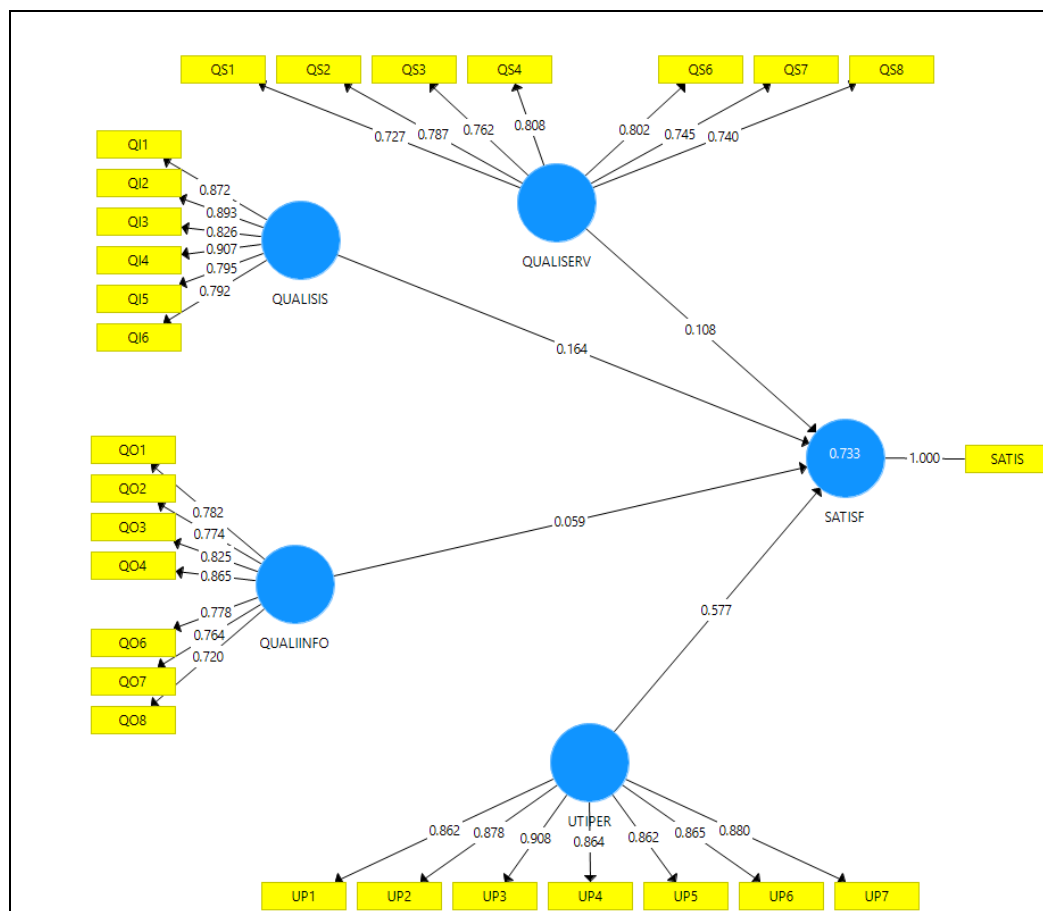 QS1 QS2 QS3 QS4 QS6 QS7 QS8
0.727 0.787 0.762 0.808 0.802 0.745 0.740
QUALISERV
QI1
QI2
QI3
QI4
QI5
QI6
0.872
0.893
0.826
0.907
0.795
0.792
QUALISIS
0.108
0.164
QO1
QO2
QO3
QO4
QO6
QO7
QO8
0.782
0.774
0.825
0.865
0.778
0.764
0.720
QUALIINFO
0.059
0.733
SATISF
1.000
SATIS
0.577
UTIPER
0.862 0.878 0.908 0.864 0.862 0.865 0.880
UP1 UP2 UP3 UP4 UP5 UP6 UP7